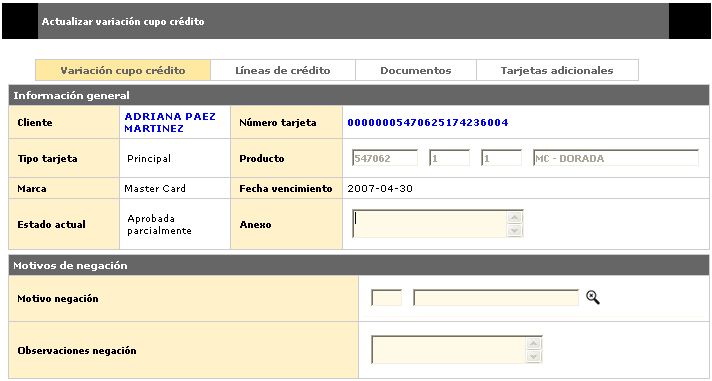 Actualizar variación cupo crédito
Variación cupo crédito Líneas de crédito Documentos Tarjetas adicionales
Información general
Cliente ADRIANA PAEZ MARTINEZ Número tarjeta 00000005470625174236004
Tipo tarjeta Principal Producto 547062 1 1 MC - DORADA
Marca Master Card Fecha vencimiento 2007-04-30
Estado actual Aprobada parcialmente Anexo
Motivos de negación
Motivo negación
Observaciones negación